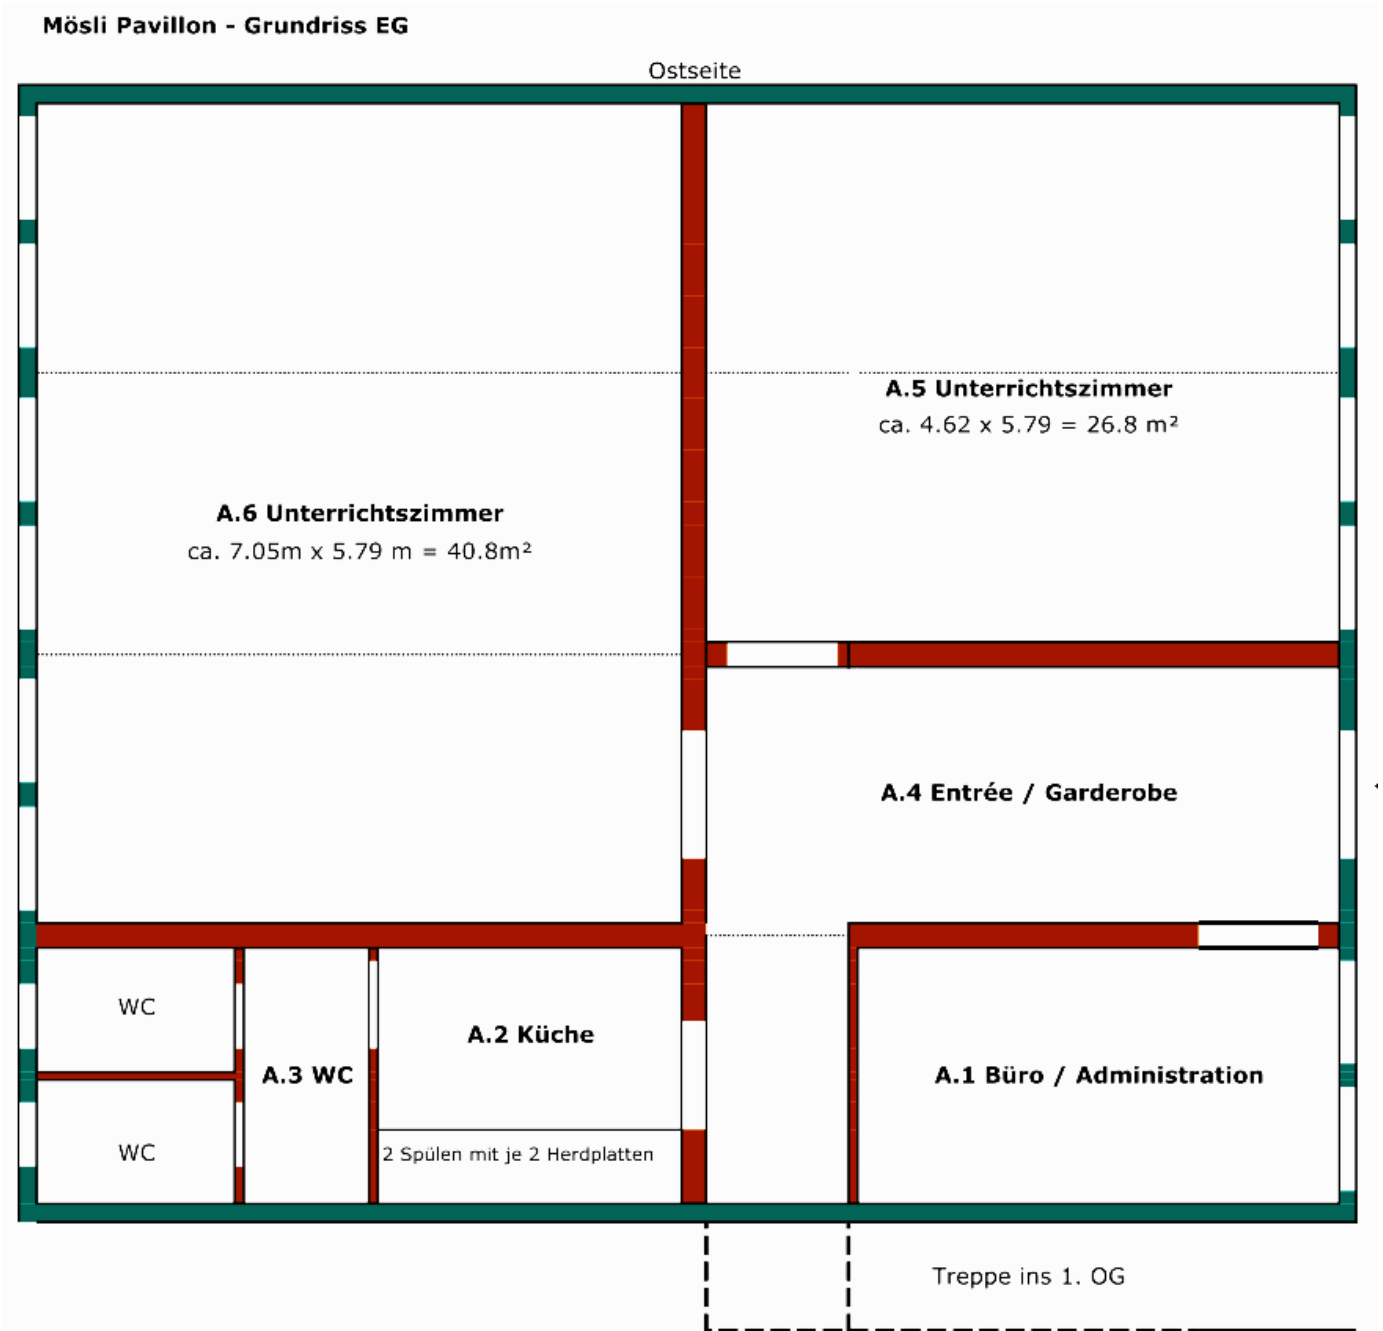 Mösli Pavillon - Grundriss EG
Ostseite
A.5 Unterrichtszimmer
ca. 4.62 x 5.79 = 26.8 m²
A.6 Unterrichtszimmer
ca. 7.05m x 5.79 m = 40.8m²
A.4 Entrée / Garderobe
WC
A.2 Küche
A.3 WC
A.1 Büro / Administration
WC
2 Spülen mit je 2 Herdplatten
Treppe ins 1. OG